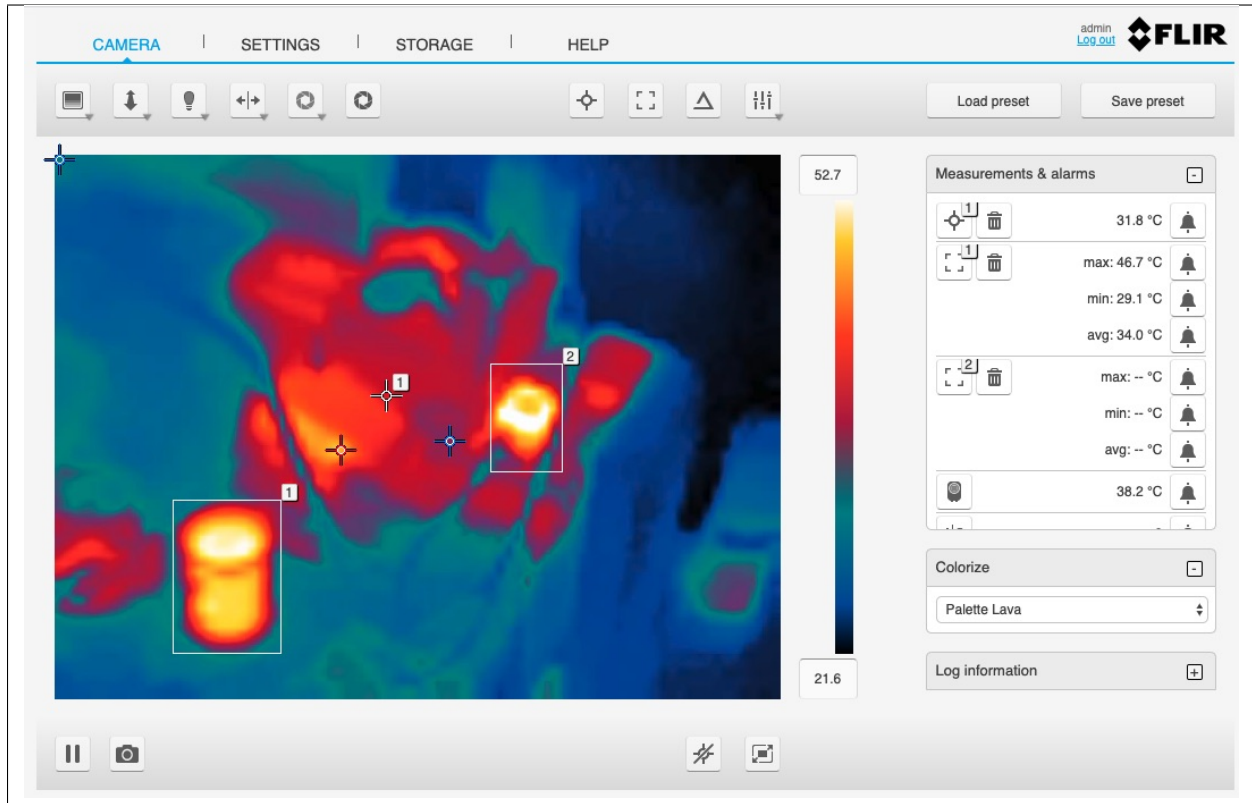 CAMERA | SETTINGS | STORAGE | HELP
admin
Log out
FLIR
Load preset
Save preset
52.7
21.6
1
2
1
Measurements & alarms
1
31.8 °C
1
max: 46.7 °C
min: 29.1 °C
avg: 34.0 °C
2
max: -- °C
min: -- °C
avg: -- °C
38.2 °C
Colorize
Palette Lava
Log information